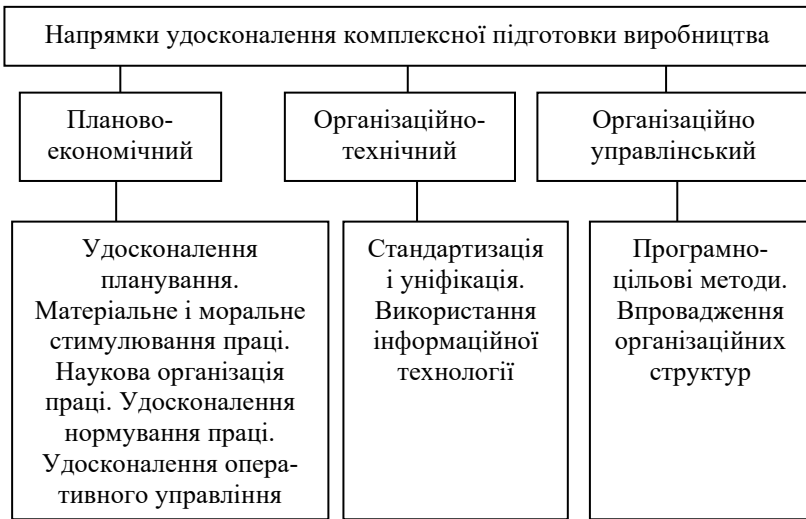 Напрямки удосконалення комплексної підготовки виробництва
Планово-
економічний
Організаційно-
технічний
Організаційно
управлінський
Удосконалення
планування.
Матеріальне і моральне
стимулювання праці.
Наукова організація
праці. Удосконалення
нормування праці.
Удосконалення опера-
тивного управління
Стандартизація
і уніфікація.
Використання
інформаційної
технології
Програмно-
цільові методи.
Впровадження
організаційних
структур